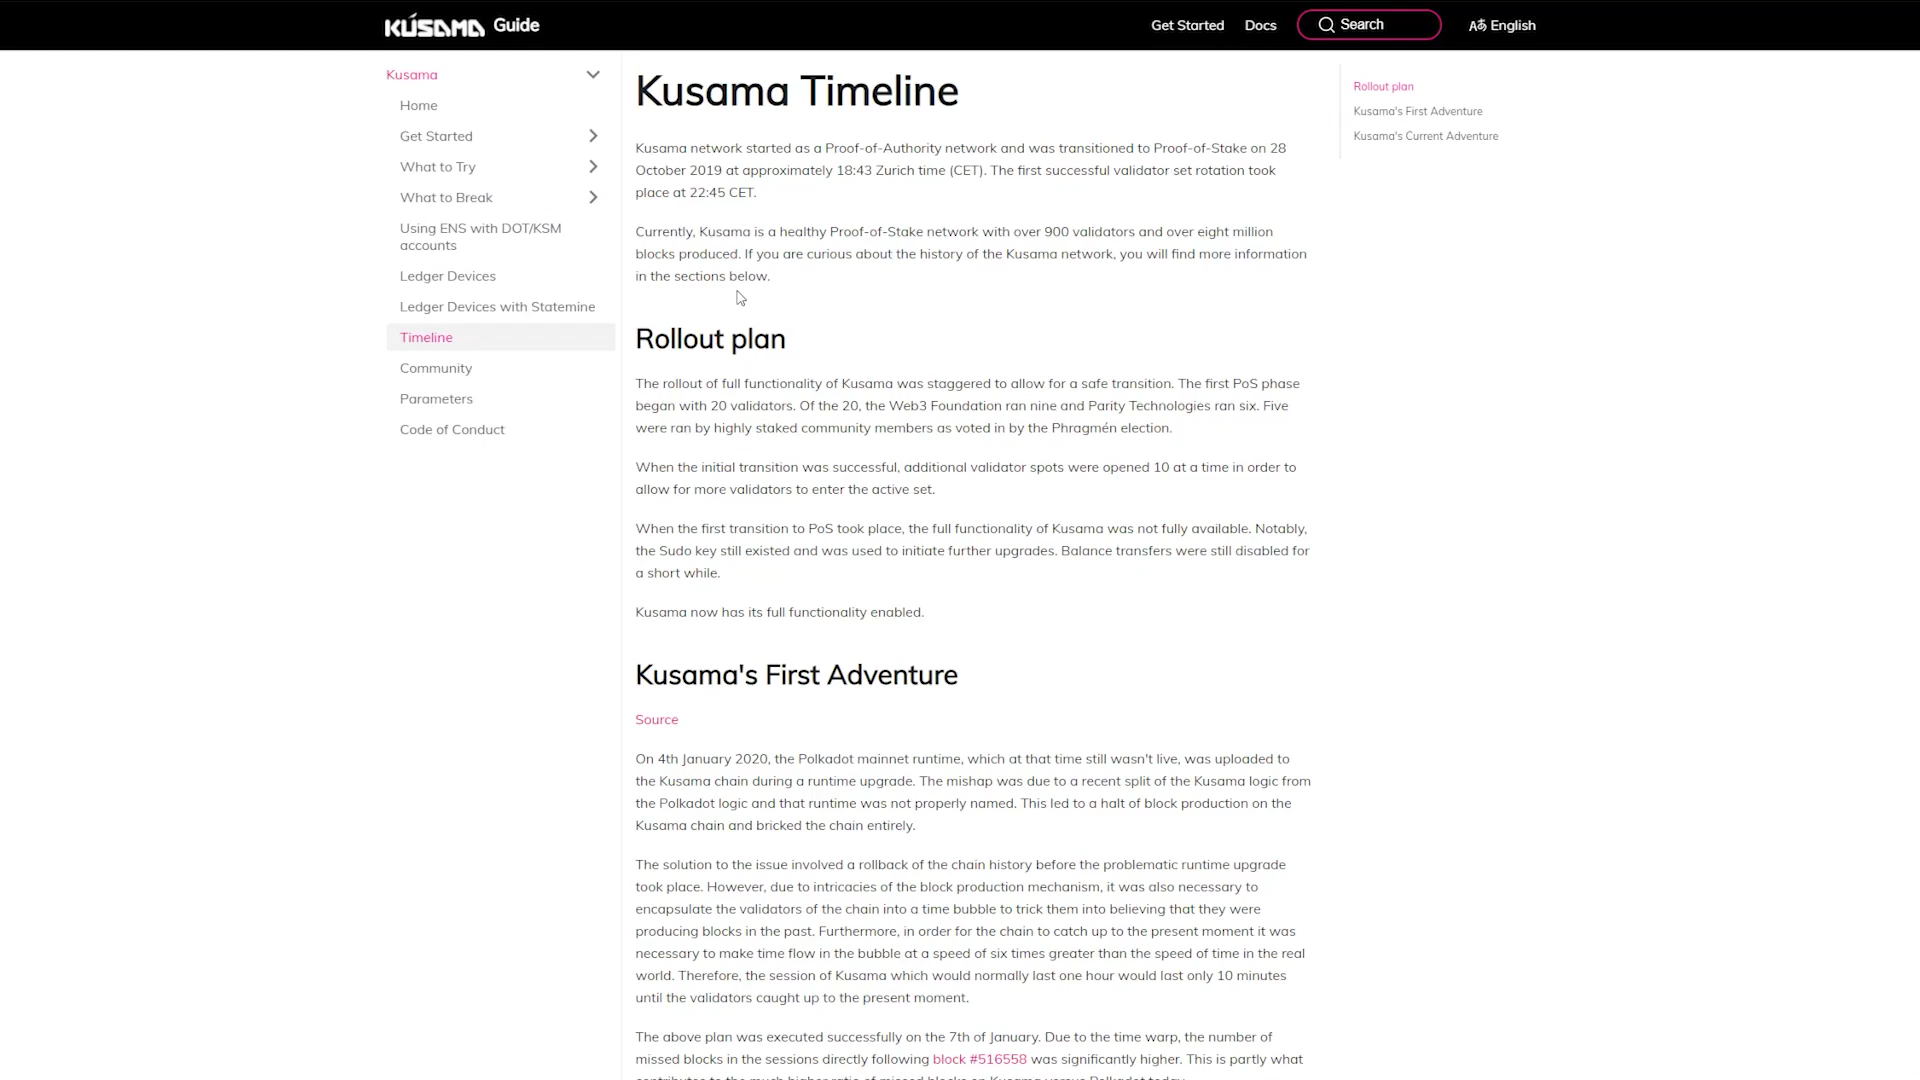 KUSAMA Guide
Get Started
Docs
Search
English
Kusama
Home
Get Started
What to Try
What to Break
Using ENS with DOT/KSM
accounts
Ledger Devices
Ledger Devices with Statemine
Timeline
Community
Parameters
Code of Conduct
Kusama Timeline
Kusama network started as a Proof-of-Authority network and was transitioned to Proof-of-Stake on 28
October 2019 at approximately 18:43 Zurich time (CET). The first successful validator set rotation took
place at 22:45 CET.
Currently, Kusama is a healthy Proof-of-Stake network with over 900 validators and over eight million
blocks produced. If you are curious about the history of the Kusama network, you will find more information
in the sections below.
Rollout plan
The rollout of full functionality of Kusama was staggered to allow for a safe transition. The first PoS phase
began with 20 validators. Of the 20, the Web3 Foundation ran nine and Parity Technologies ran six. Five
were ran by highly staked community members as voted in by the Phragmén election.
When the initial transition was successful, additional validator spots were opened 10 at a time in order to
allow for more validators to enter the active set.
When the first transition to PoS took place, the full functionality of Kusama was not fully available. Notably,
the Sudo key still existed and was used to initiate further upgrades. Balance transfers were still disabled for
a short while.
Kusama now has its full functionality enabled.
Kusama's First Adventure
Source
On 4th January 2020, the Polkadot mainnet runtime, which at that time still wasn't live, was uploaded to
the Kusama chain during a runtime upgrade. The mishap was due to a recent split of the Kusama logic from
the Polkadot logic and that runtime was not properly named. This led to a halt of block production on the
Kusama chain and bricked the chain entirely.
The solution to the issue involved a rollback of the chain history before the problematic runtime upgrade
took place. However, due to intricacies of the block production mechanism, it was also necessary to
encapsulate the validators of the chain into a time bubble to trick them into believing that they were
producing blocks in the past. Furthermore, in order for the chain to catch up to the present moment it was
necessary to make time flow in the bubble at a speed of six times greater than the speed of time in the real
world. Therefore, the session of Kusama which would normally last one hour would last only 10 minutes
until the validators caught up to the present moment.
The above plan was executed successfully on the 7th of January. Due to the time warp, the number of
missed blocks in the sessions directly following block #516558 was significantly higher. This is partly what
contributes to the much higher ratio of missed blocks on Kusama versus Polkadot today.
Rollout plan
Kusama's First Adventure
Kusama's Current Adventure